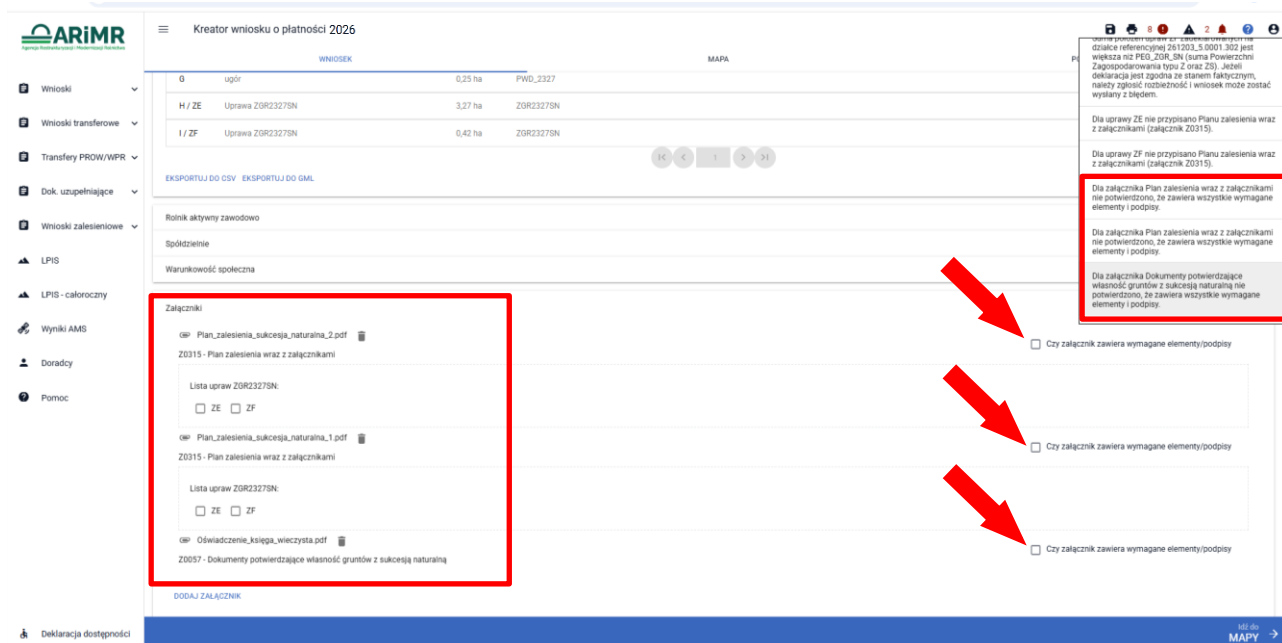 ARiMR
Agencja Restrukturyzacji i Modernizacji Rolnictwa
Kreator wniosku o płatności 2026
8 2
WNIOSEK MAPA
Wnioski
Wnioski transferowe
Transfery PROW/WPR
Dok. uzupełniające
Wnioski zalesieniowe
LPIS
LPIS - całoroczny
Wyniki AMS
Doradcy
Pomoc
Deklaracja dostępności
G ugór 0,25 ha PWD_2327
H / ZE Uprawa ZGR2327SN 3,27 ha ZGR2327SN
I / ZF Uprawa ZGR2327SN 0,42 ha ZGR2327SN
1
EKSPORTUJ DO CSV EKSPORTUJ DO GML
Rolnik aktywny zawodowo
Spółdzielnie
Warunkowość społeczna
Załączniki
Plan_zalesienia_sukcesja_naturalna_2.pdf
Czy załącznik zawiera wymagane elementy/podpisy
Z0315 - Plan zalesienia wraz z załącznikami
Lista upraw ZGR2327SN:
ZE ZF
Plan_zalesienia_sukcesja_naturalna_1.pdf
Czy załącznik zawiera wymagane elementy/podpisy
Z0315 - Plan zalesienia wraz z załącznikami
Lista upraw ZGR2327SN:
ZE ZF
Oświadczenie_księga_wieczysta.pdf
Czy załącznik zawiera wymagane elementy/podpisy
Z0057 - Dokumenty potwierdzające własność gruntów z sukcesją naturalną
DODAJ ZAŁĄCZNIK
Suma położeń upraw ZF zadeklarowanych na
działce referencyjnej 261203_5.0001.302 jest
większa niż PEG_ZGR_SN (suma Powierzchni
Zagospodarowania typu Z oraz ZS). Jeżeli
deklaracja jest zgodna ze stanem faktycznym,
należy zgłosić rozbieżność i wniosek może zostać
wysłany z błędem.
Dla uprawy ZE nie przypisano Planu zalesienia wraz
z załącznikami (załącznik Z0315).
Dla uprawy ZF nie przypisano Planu zalesienia wraz
z załącznikami (załącznik Z0315).
Dla załącznika Plan zalesienia wraz z załącznikami
nie potwierdzono, że zawiera wszystkie wymagane
elementy i podpisy.
Dla załącznika Plan zalesienia wraz z załącznikami
nie potwierdzono, że zawiera wszystkie wymagane
elementy i podpisy.
Dla załącznika Dokumenty potwierdzające
własność gruntów z sukcesją naturalną nie
potwierdzono, że zawiera wszystkie wymagane
elementy i podpisy.
Idź do
MAPY